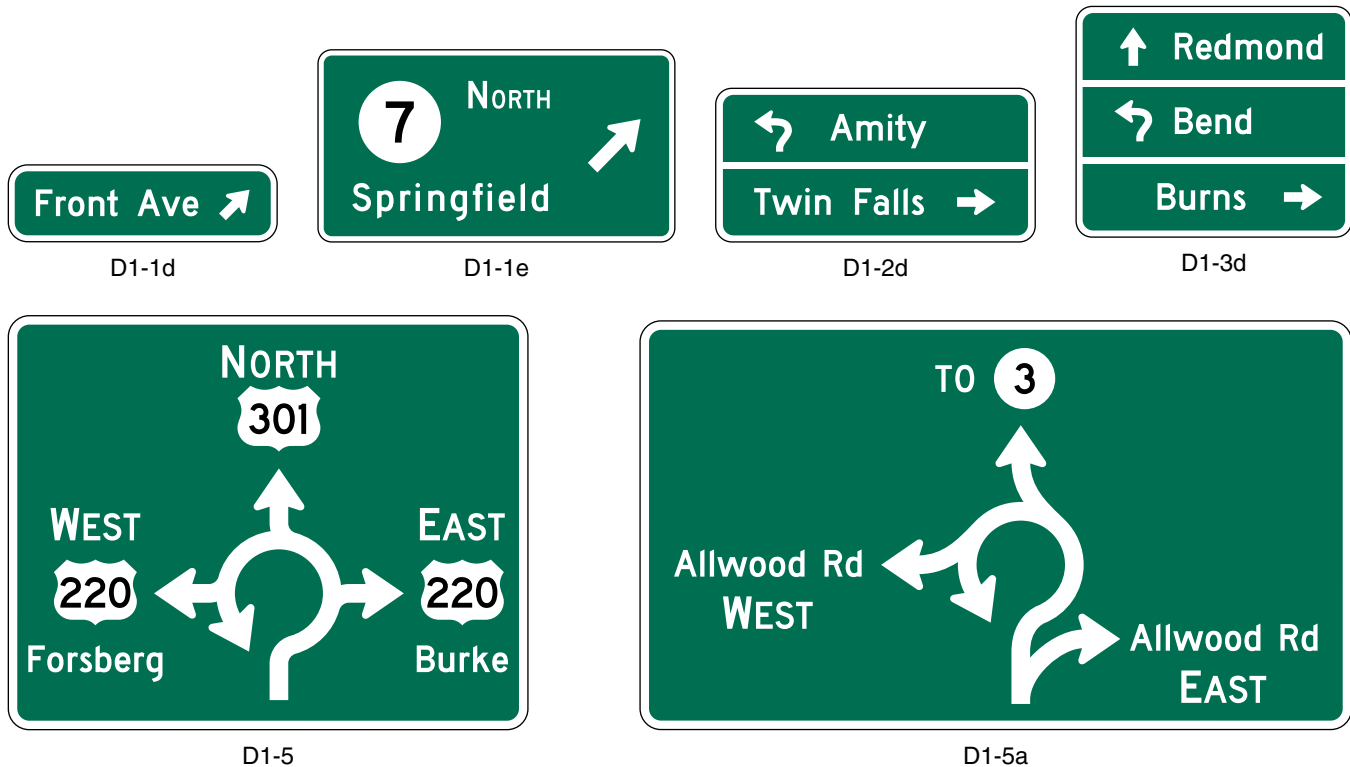 Front Ave
D1-1d
7 NORTH
Springfield
D1-1e
Amity
Twin Falls
D1-2d
Redmond
Bend
Burns
D1-3d
NORTH
301
WEST
220
Forsberg
EAST
220
Burke
D1-5
TO 3
Allwood Rd
WEST
Allwood Rd
EAST
D1-5a